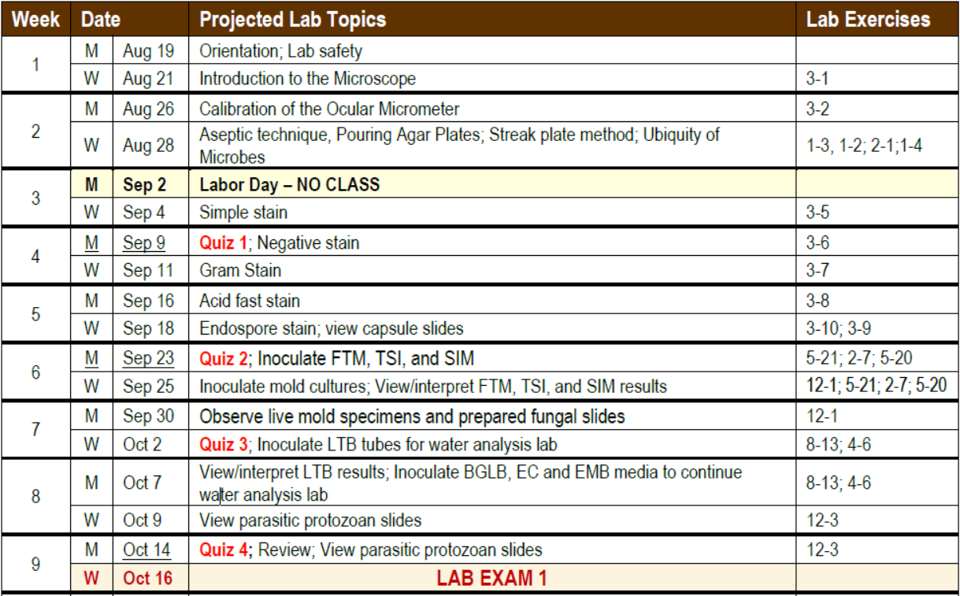 Week Date Projected Lab Topics Lab Exercises
1 M Aug 19 Orientation; Lab safety
W Aug 21 Introduction to the Microscope 3-1
2 M Aug 26 Calibration of the Ocular Micrometer 3-2
W Aug 28 Aseptic technique, Pouring Agar Plates; Streak plate method; Ubiquity of
Microbes 1-3, 1-2; 2-1;1-4
3 M Sep 2 Labor Day – NO CLASS
W Sep 4 Simple stain 3-5
4 M Sep 9 Quiz 1; Negative stain 3-6
W Sep 11 Gram Stain 3-7
5 M Sep 16 Acid fast stain 3-8
W Sep 18 Endospore stain; view capsule slides 3-10; 3-9
6 M Sep 23 Quiz 2; Inoculate FTM, TSI, and SIM 5-21; 2-7; 5-20
W Sep 25 Inoculate mold cultures; View/interpret FTM, TSI, and SIM results 12-1; 5-21; 2-7; 5-20
7 M Sep 30 Observe live mold specimens and prepared fungal slides 12-1
W Oct 2 Quiz 3; Inoculate LTB tubes for water analysis lab 8-13; 4-6
8 M Oct 7 View/interpret LTB results; Inoculate BGLB, EC and EMB media to continue
water analysis lab 8-13; 4-6
W Oct 9 View parasitic protozoan slides 12-3
9 M Oct 14 Quiz 4; Review; View parasitic protozoan slides 12-3
W Oct 16 LAB EXAM 1